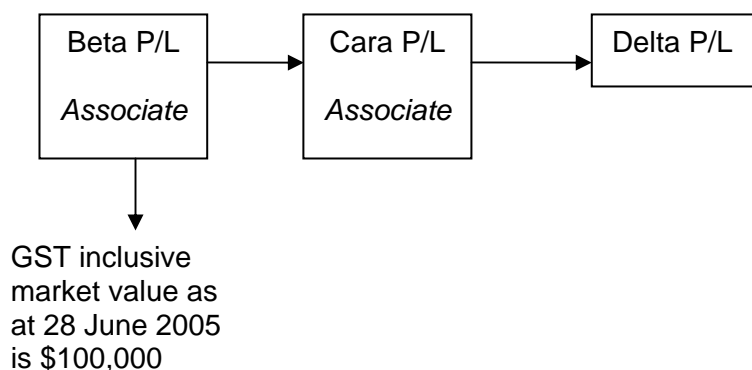 Beta P/L
Associate
Cara P/L
Associate
Delta P/L
GST inclusive
market value as
at 28 June 2005
is $100,000